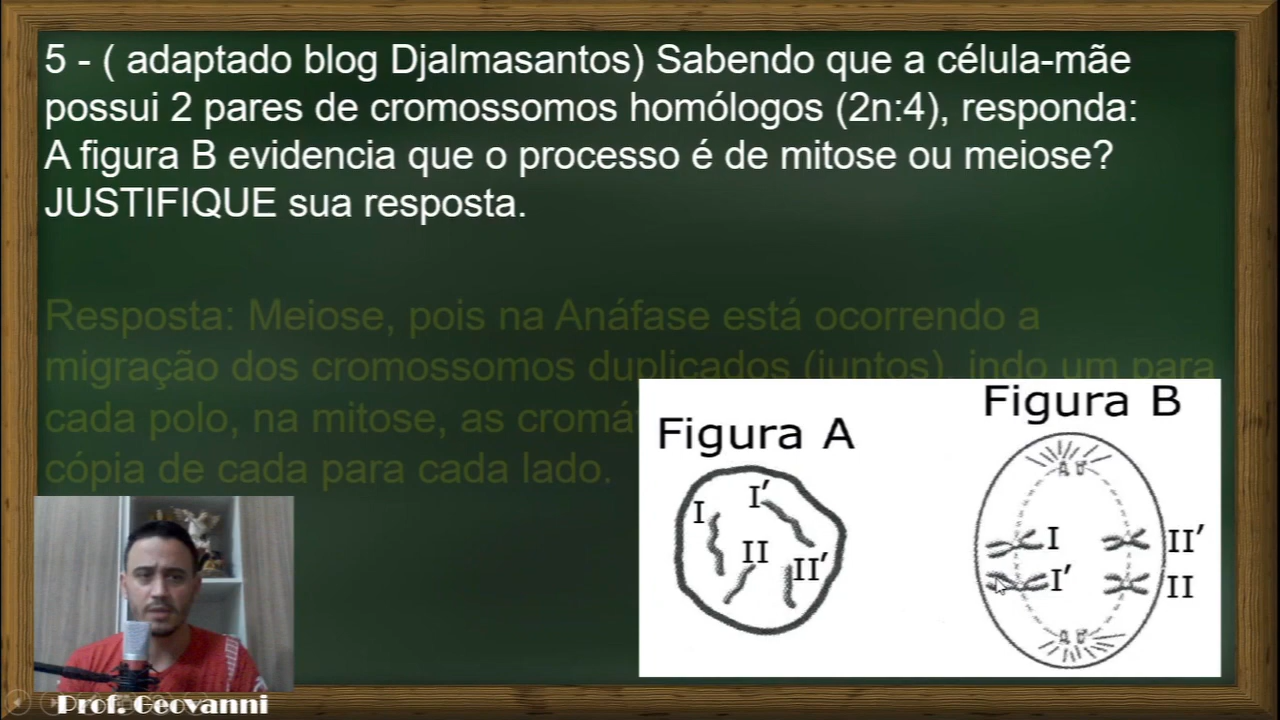 5 - ( adaptado blog Djalmasantos) Sabendo que a célula-mãe
possui 2 pares de cromossomos homólogos (2n:4), responda:
A figura B evidencia que o processo é de mitose ou meiose?
JUSTIFIQUE sua resposta.
Resposta: Meiose, pois na Anáfase está ocorrendo a
migração dos cromossomos duplicados (juntos), indo um para
cada polo, na mitose, as
cópia de cada para cada lado.
Figura A
I
I'
II
II'
Figura B
I
II'
I'
II
Prof. Geovanni